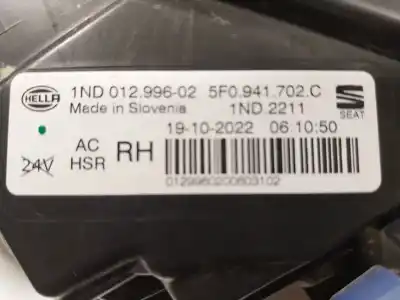 HELLA 1ND 012.996-02 5F0.941.702.C
Made in Slovenia 1ND.2211
SEAT
19-10-2022 06:10:50
24V AC HSR RH
0129960200603102